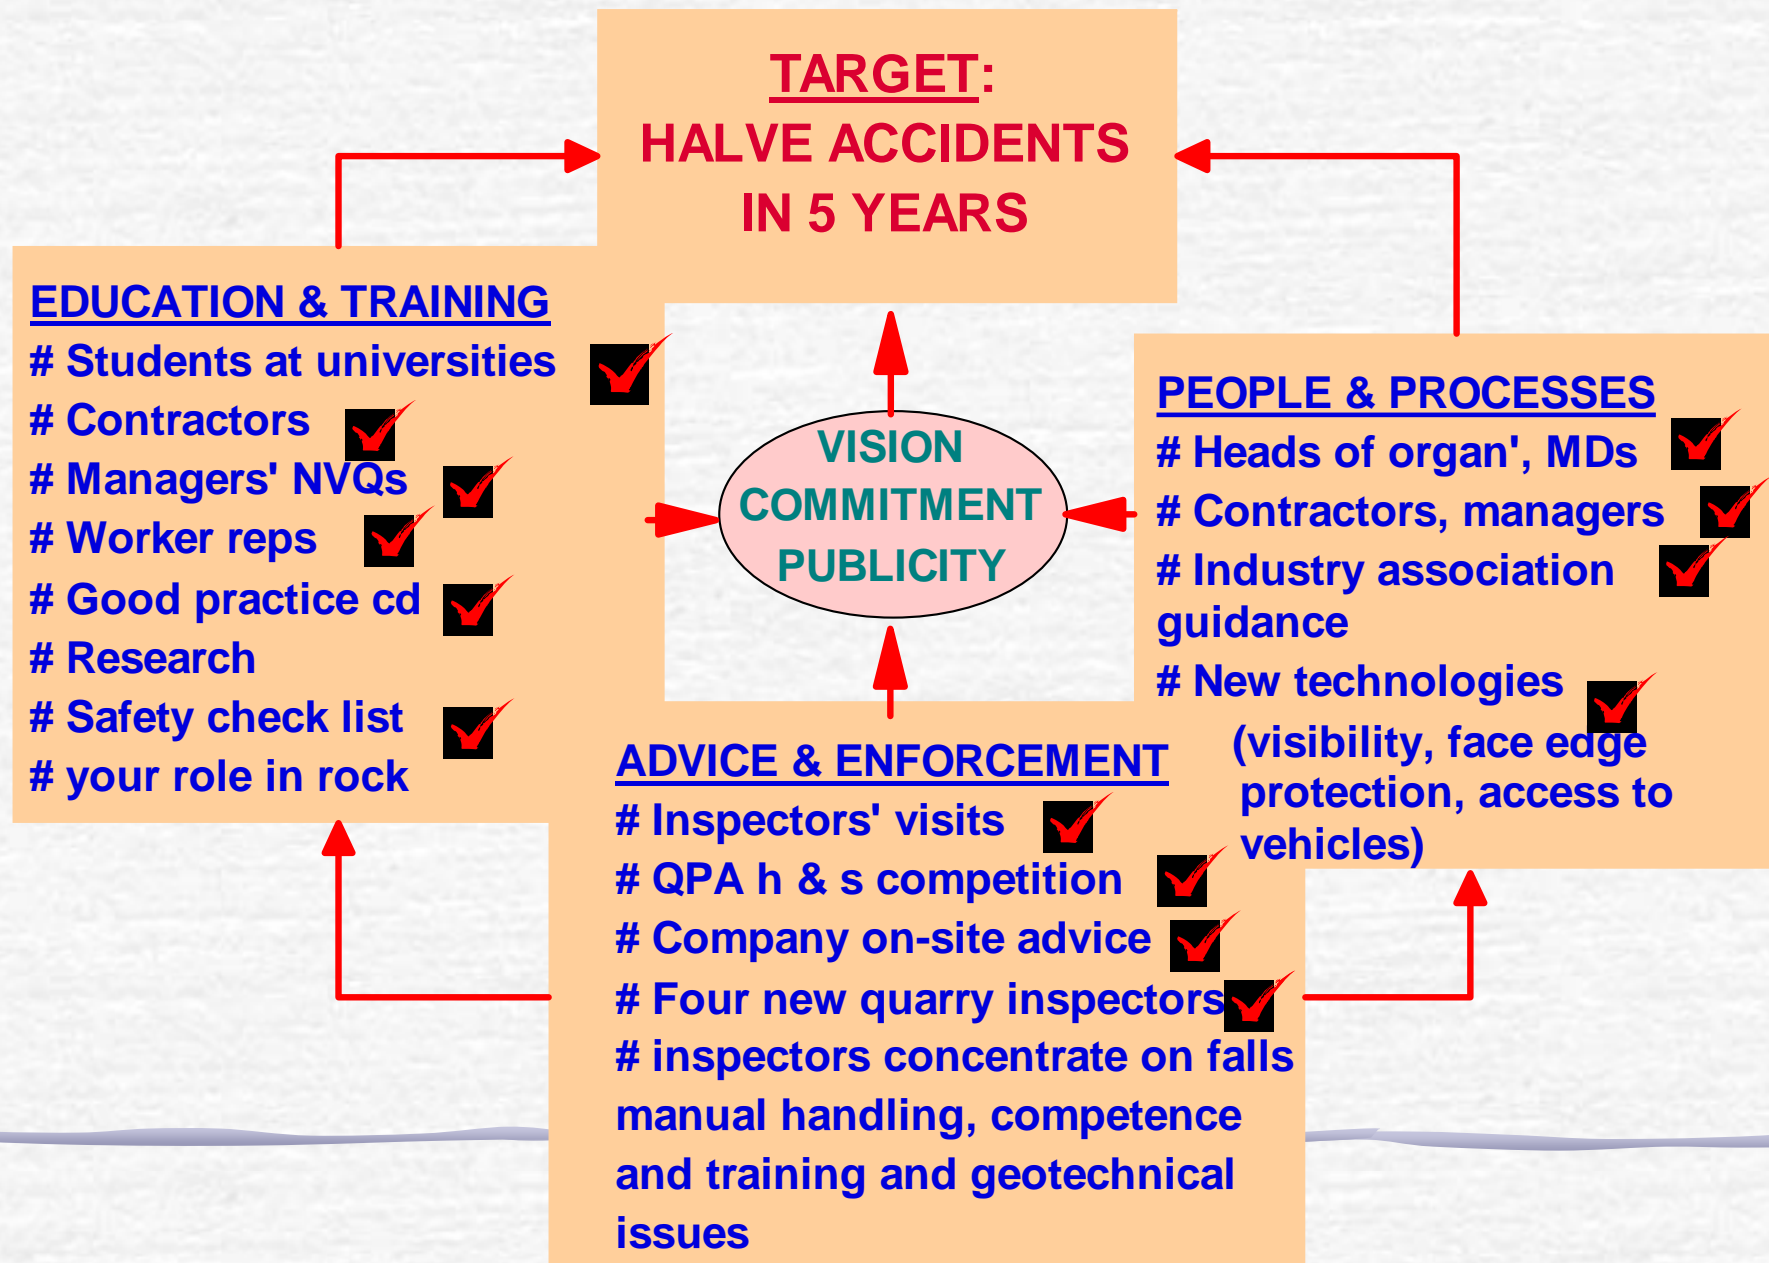 TARGET:
HALVE ACCIDENTS
IN 5 YEARS
EDUCATION & TRAINING
# Students at universities
# Contractors
# Managers' NVQs
# Worker reps
# Good practice cd
# Research
# Safety check list
# your role in rock
VISION
COMMITMENT
PUBLICITY
PEOPLE & PROCESSES
# Heads of organ', MDs
# Contractors, managers
# Industry association
guidance
# New technologies
(visibility, face edge
protection, access to
vehicles)
ADVICE & ENFORCEMENT
# Inspectors' visits
# QPA h & s competition
# Company on-site advice
# Four new quarry inspectors
# inspectors concentrate on falls
manual handling, competence
and training and geotechnical
issues